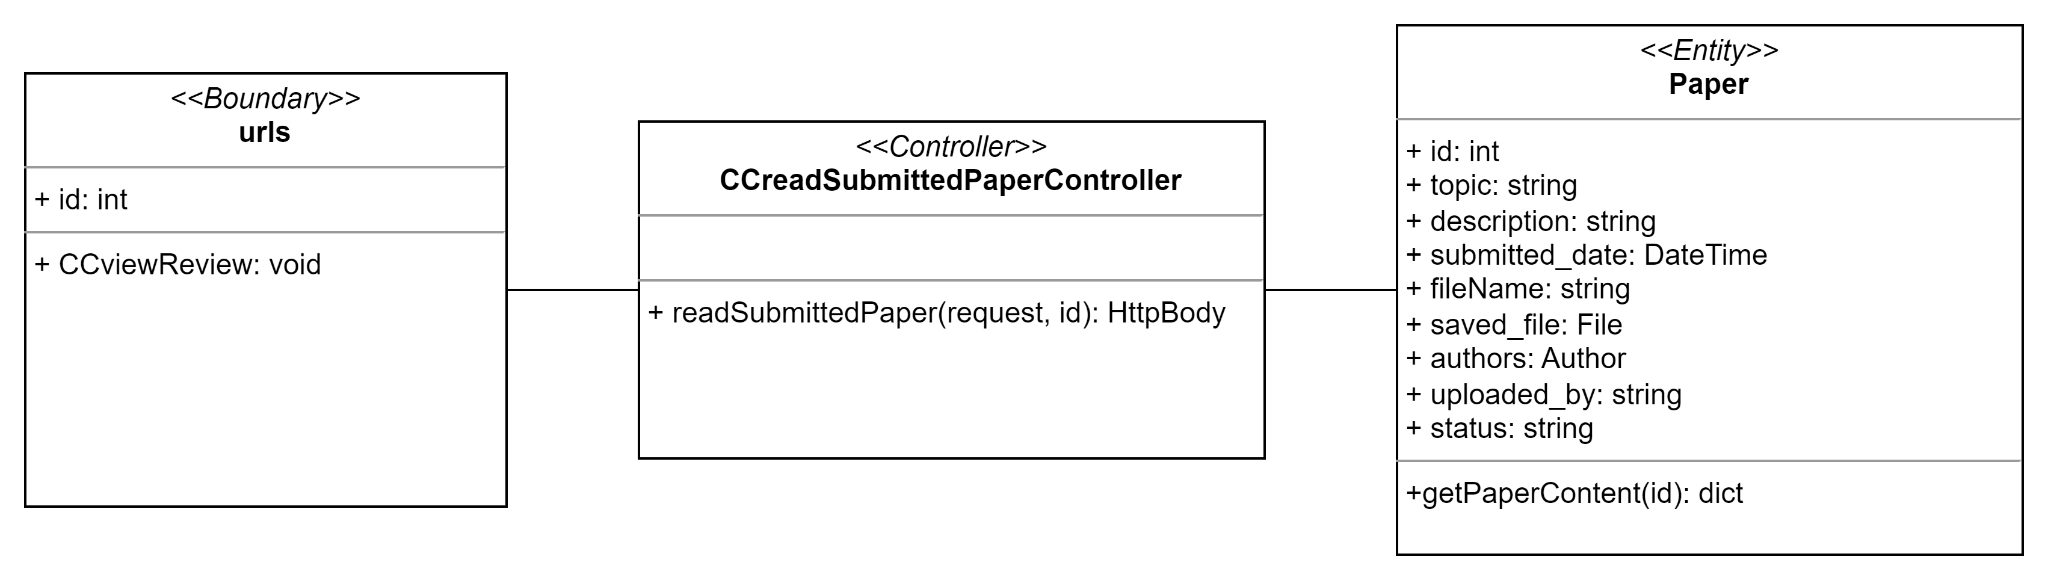 <<Boundary>>
urls
+ id: int
+ CCviewReview: void
<<Controller>>
CCreadSubmittedPaperController
+ readSubmittedPaper(request, id): HttpBody
<<Entity>>
Paper
+ id: int
+ topic: string
+ description: string
+ submitted_date: DateTime
+ fileName: string
+ saved_file: File
+ authors: Author
+ uploaded_by: string
+ status: string
+getPaperContent(id): dict